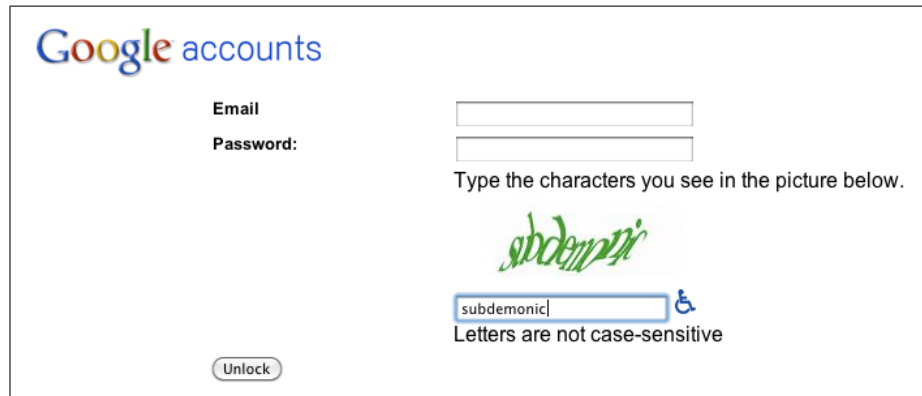 Google accounts
Email
Password:
Type the characters you see in the picture below.
subdemonic
subdemonic
Letters are not case-sensitive
Unlock